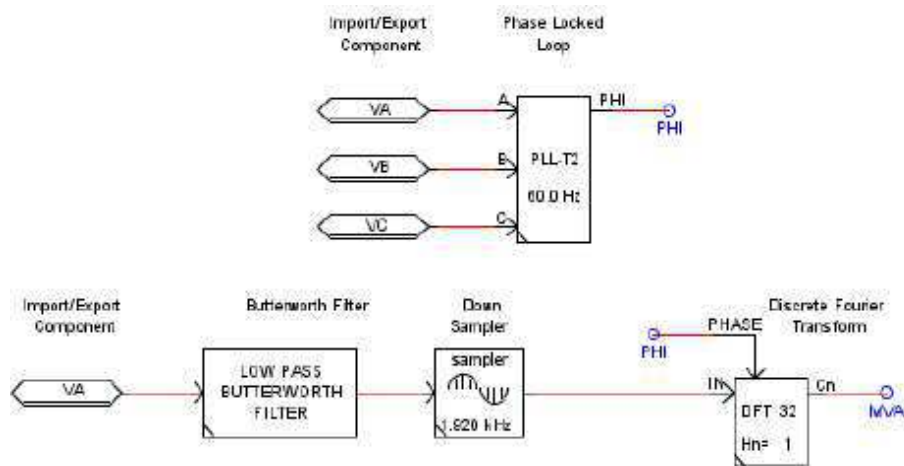 Import/Export
Component
Phase Locked
Loop
VA
A
PHI
PHI
VB
B
PLL-T2
60.0 Hz
VC
C
Import/Export
Component
Butterworth Filter
Down
Sampler
Discrete Fourier
Transform
PHASE
PHI
VA
LOW PASS
BUTTERWORTH
FILTER
sampler
1.920 kHz
In
Cn
DFT 32
Hn= 1
MVA